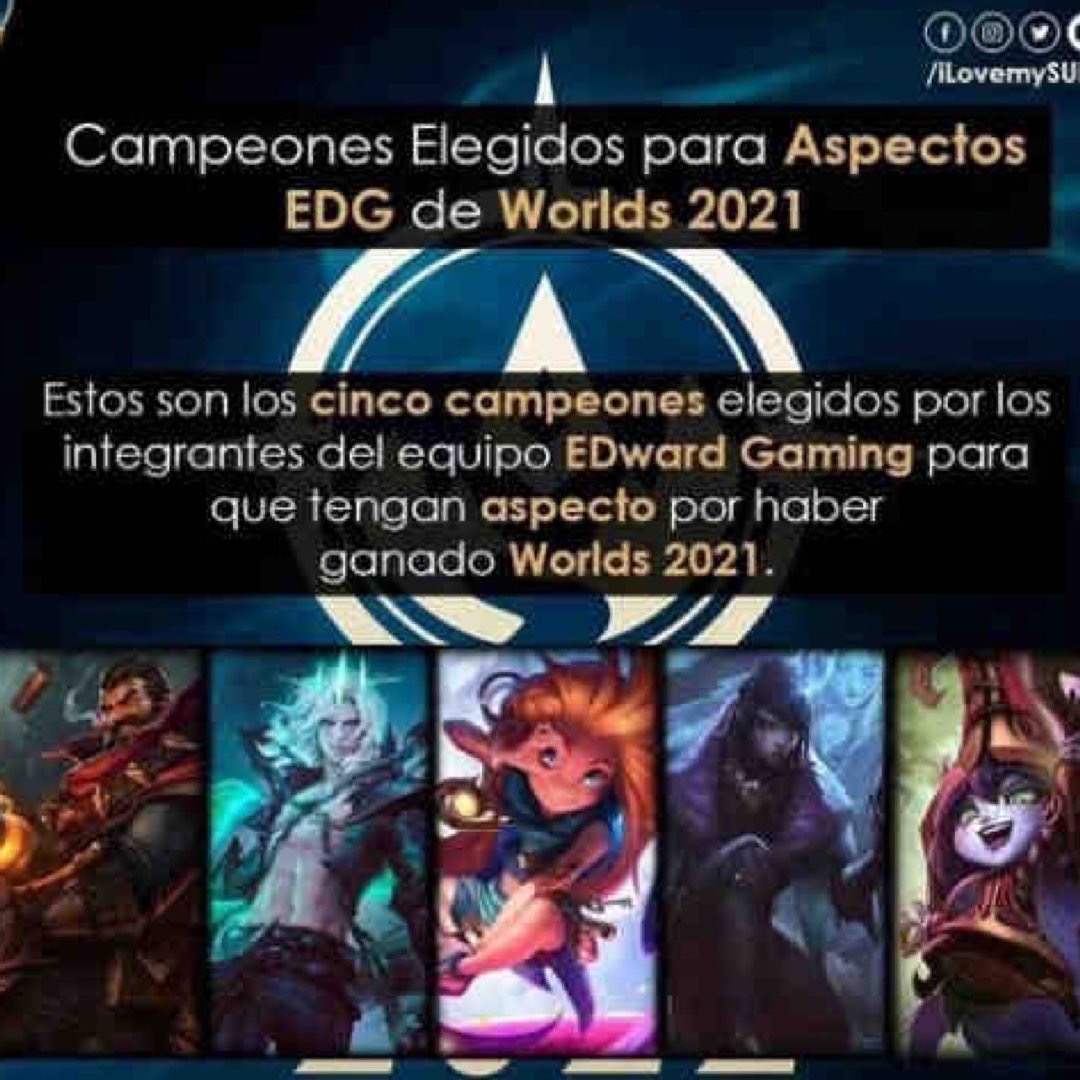 /iLovemySUi
Campeones Elegidos para Aspectos
EDG de Worlds 2021
Estos son los cinco campeones elegidos por los
integrantes del equipo EDward Gaming para
que tengan aspecto por haber
ganado Worlds 2021.